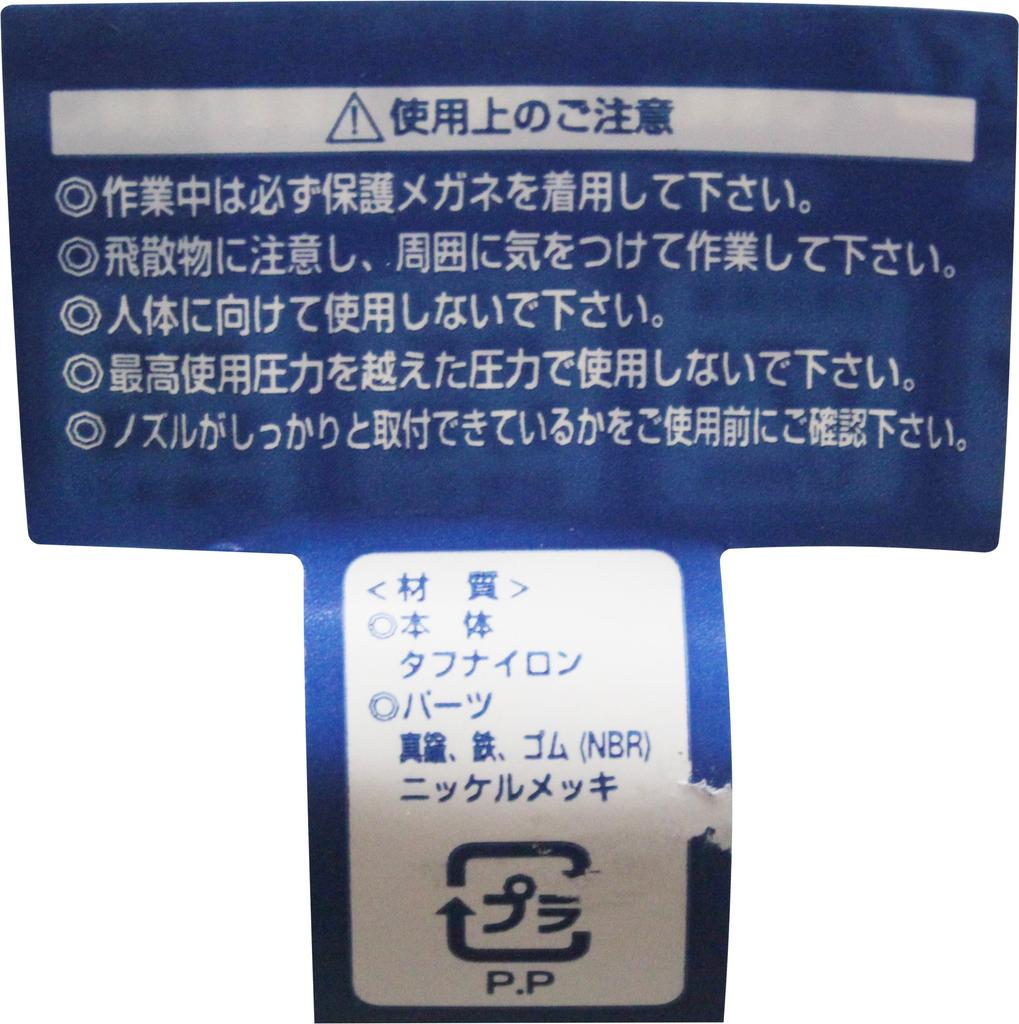 ⚠使用上のご注意
◎作業中は必ず保護メガネを着用して下さい。
◎飛散物に注意し、周囲に気をつけて作業して下さい。
◎人体に向けて使用しないで下さい。
◎最高使用圧力を越えた圧力で使用しないで下さい。
◎ノズルがしっかりと取付できているかをご使用前にご確認下さい。
<材 質>
◎本 体
タフナイロン
◎パーツ
真鍮、鉄、ゴム(NBR)
ニッケルメッキ
プラ
P.P